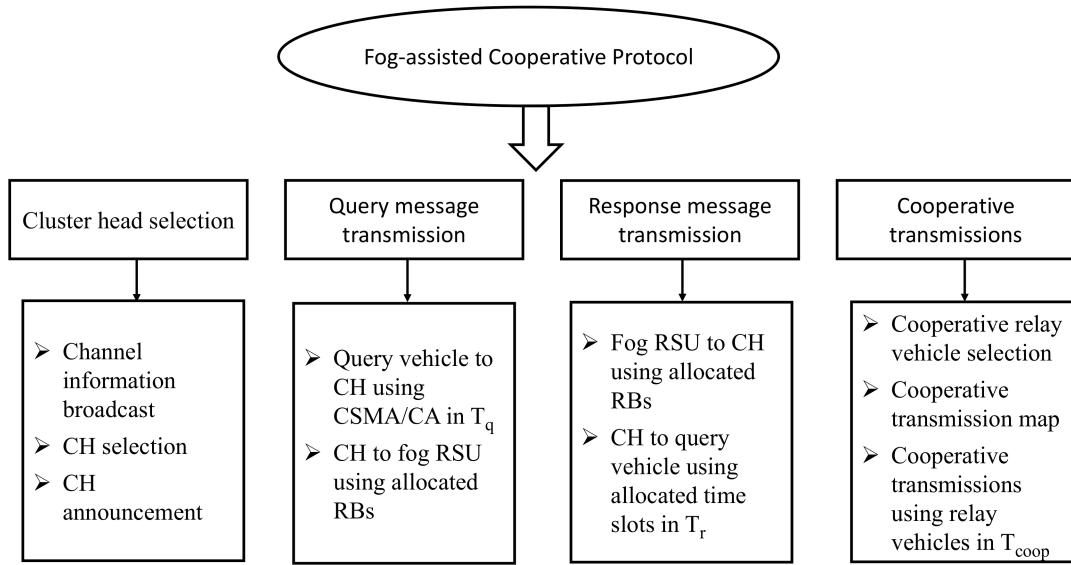 Fog-assisted Cooperative Protocol
Cluster head selection
Query message
transmission
Response message
transmission
Cooperative
transmissions
➢ Channel
information
broadcast
➢ CH selection
➢ CH
announcement
➢ Query vehicle to
CH using
CSMA/CA in T_q
➢ CH to fog RSU
using allocated
RBs
➢ Fog RSU to CH
using allocated
RBs
➢ CH to query
vehicle using
allocated time
slots in T_r
➢ Cooperative relay
vehicle selection
➢ Cooperative
transmission map
➢ Cooperative
transmissions
using relay
vehicles in T_coop